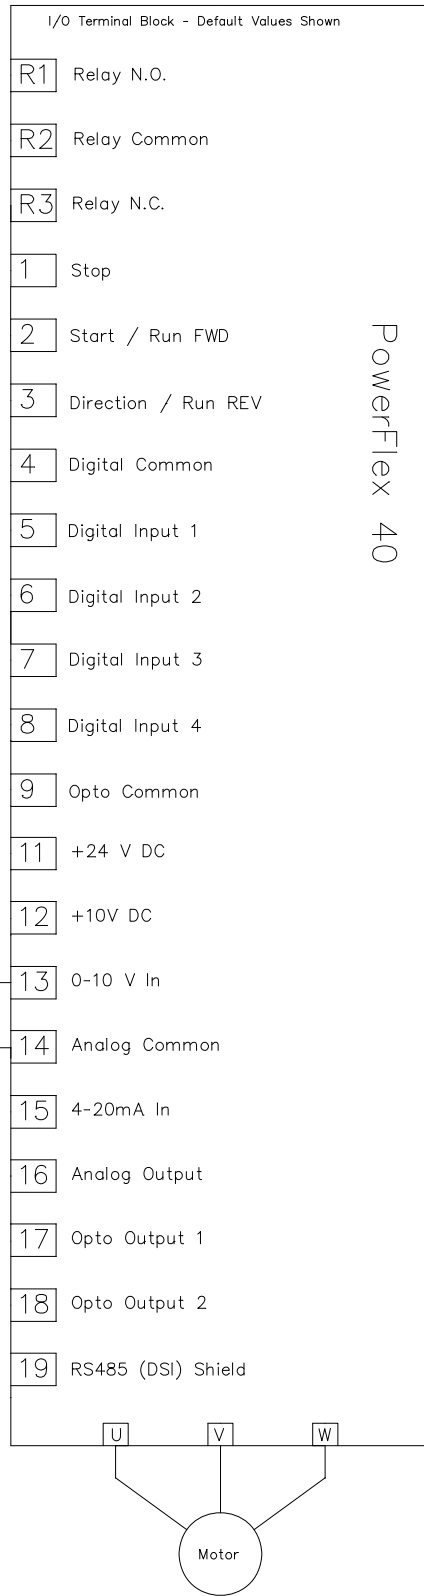 I/O Terminal Block - Default Values Shown
R1 Relay N.O.
R2 Relay Common
R3 Relay N.C.
1 Stop
2 Start / Run FWD
3 Direction / Run REV
4 Digital Common
5 Digital Input 1
6 Digital Input 2
7 Digital Input 3
8 Digital Input 4
9 Opto Common
11 +24 V DC
12 +10V DC
13 0-10 V In
14 Analog Common
15 4-20mA In
16 Analog Output
17 Opto Output 1
18 Opto Output 2
19 RS485 (DSI) Shield
PowerFlex 40
U V W
Motor